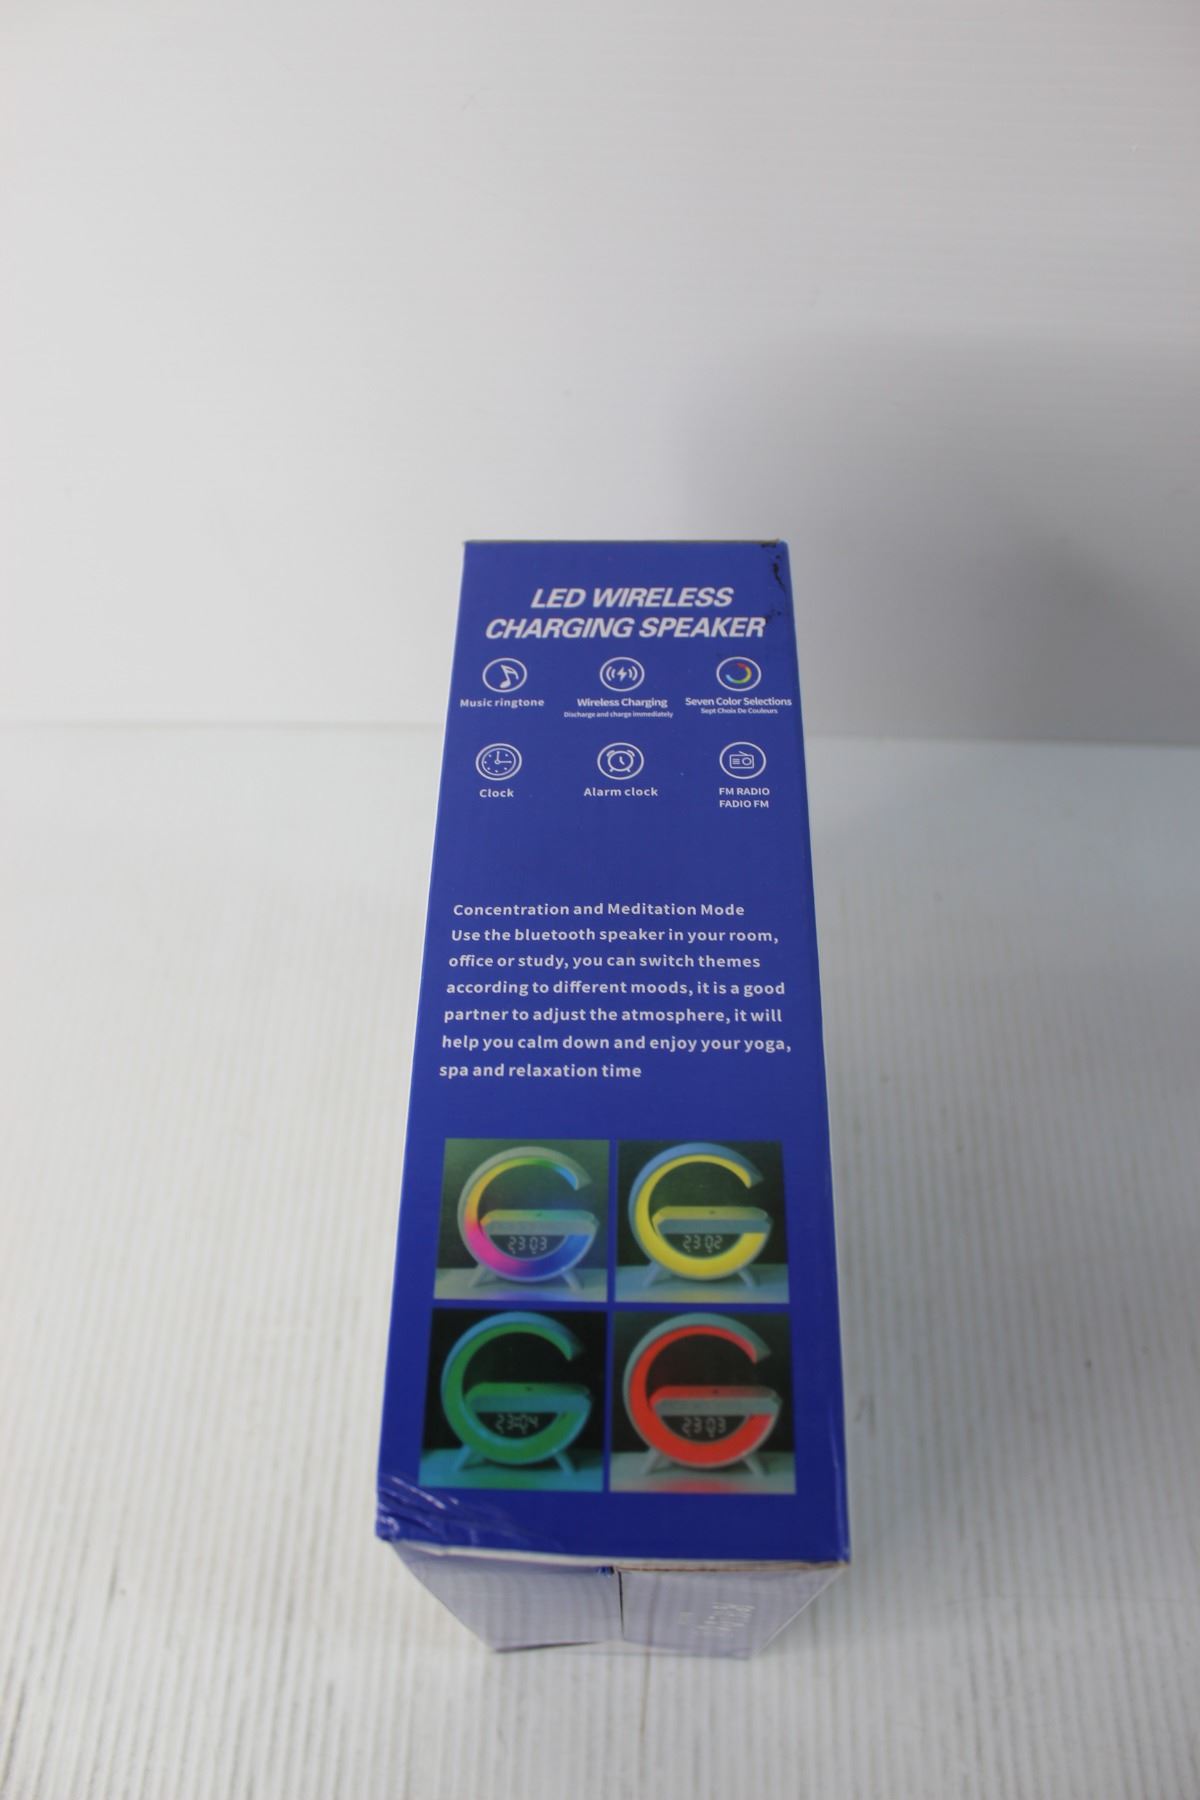 LED WIRELESS
CHARGING SPEAKER
Music ringtone
Wireless Charging
Discharge and charge immediately
Seven Color Selections
Sept Choix De Couleurs
Clock
Alarm clock
FM RADIO
FADIO FM
Concentration and Meditation Mode
Use the bluetooth speaker in your room,
office or study, you can switch themes
according to different moods, it is a good
partner to adjust the atmosphere, it will
help you calm down and enjoy your yoga,
spa and relaxation time
23:03
23:02
23:04
23:03